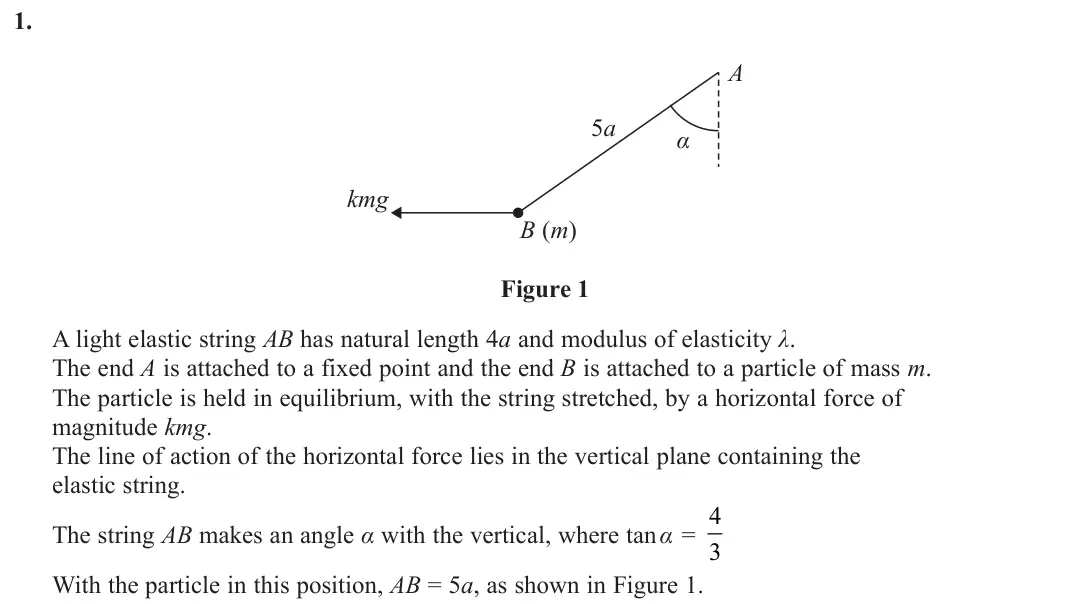 1.
A
5a
α
kmg
B (m)
Figure 1
A light elastic string AB has natural length 4a and modulus of elasticity λ.
The end A is attached to a fixed point and the end B is attached to a particle of mass m.
The particle is held in equilibrium, with the string stretched, by a horizontal force of
magnitude kmg.
The line of action of the horizontal force lies in the vertical plane containing the
elastic string.
The string AB makes an angle α with the vertical, where tan α = 4/3
With the particle in this position, AB = 5a, as shown in Figure 1.